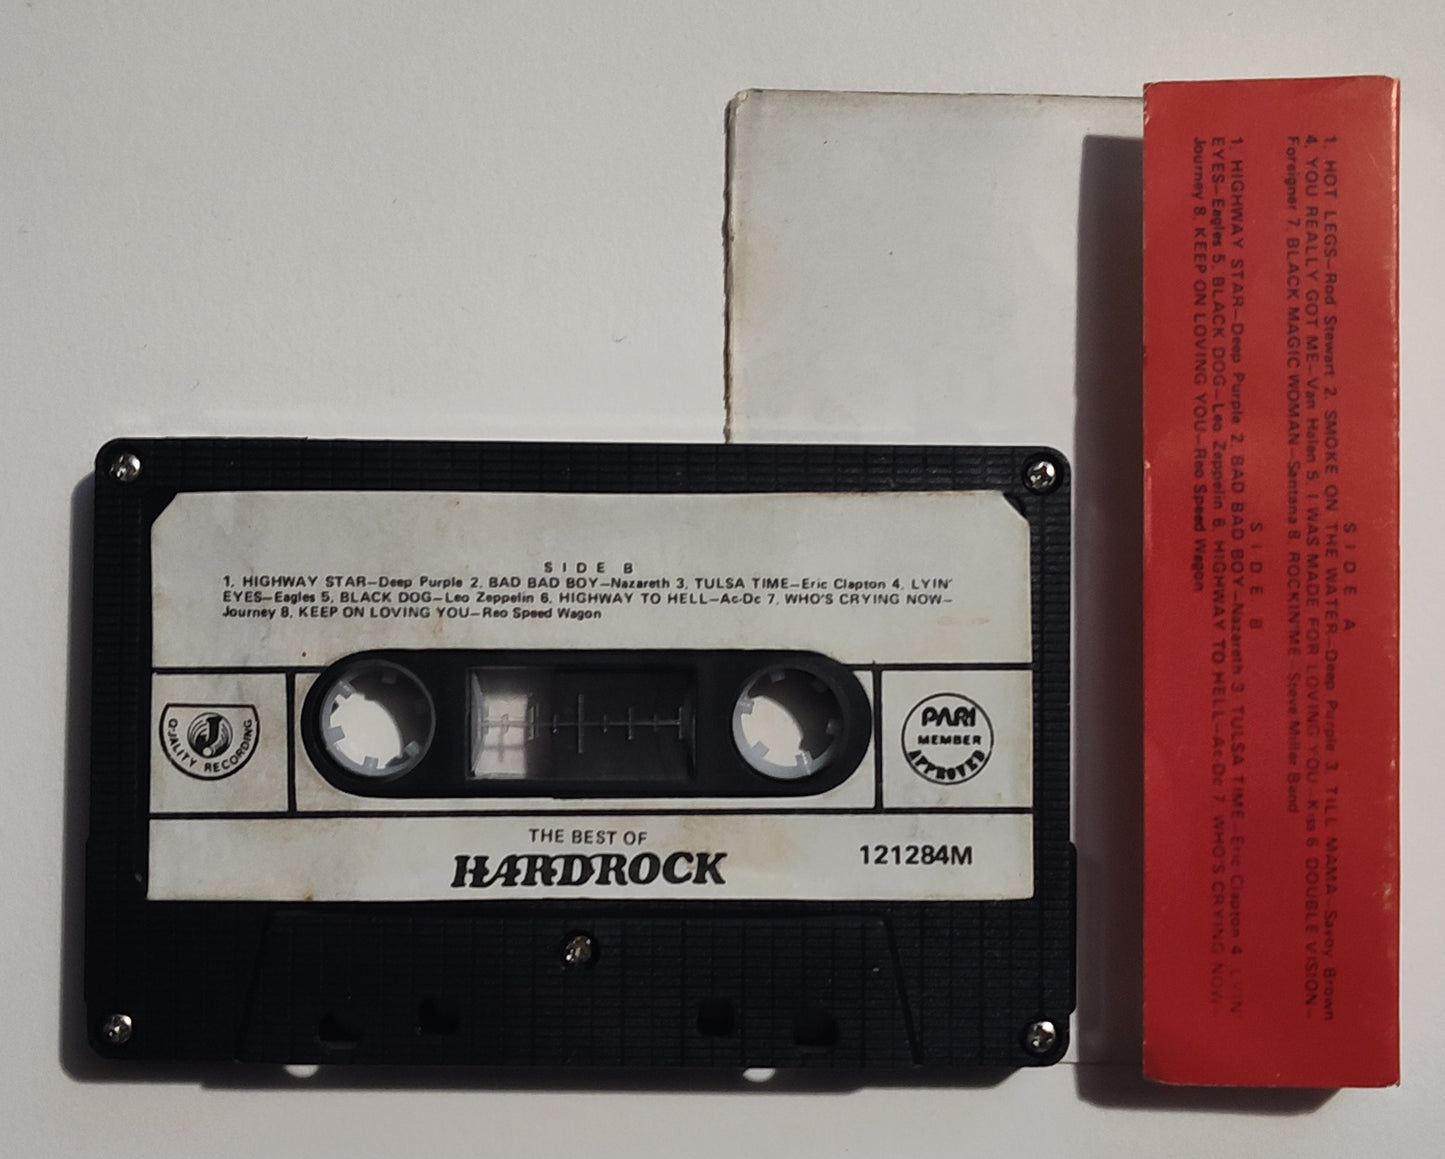 SIDE B
1. HIGHWAY STAR—Deep Purple 2. BAD BAD BOY—Nazareth 3. TULSA TIME—Eric Clapton 4. LYIN'
EYES—Eagles 5. BLACK DOG—Leo Zeppelin 6. HIGHWAY TO HELL—Ac-Dc 7. WHO'S CRYING NOW—
Journey 8. KEEP ON LOVING YOU—Reo Speed Wagon
QUALITY RECORDING
PARI
MEMBER
APPROVED
THE BEST OF
HARDROCK
121284M
SIDE A
1. HOT LEGS—Rod Stewart 2. SMOKE ON THE WATER—Deep Purple 3. TILL MAMA—Savoy Brown
4. YOU REALLY GOT ME—Van Halen 5. I WAS MADE FOR LOVING YOU—Kiss 6. DOUBLE VISION—
Foreigner 7. BLACK MAGIC WOMAN—Santana 8. ROCKIN'ME—Steve Miller Band
SIDE B
1. HIGHWAY STAR—Deep Purple 2. BAD BAD BOY—Nazareth 3. TULSA TIME—Eric Clapton 4. LYIN
EYES—Eagles 5. BLACK DOG—Leo Zeppelin 6. HIGHWAY TO HELL—Ac-Dc 7. WHO'S CRYING NOW—
Journey 8. KEEP ON LOVING YOU—Reo Speed Wagon